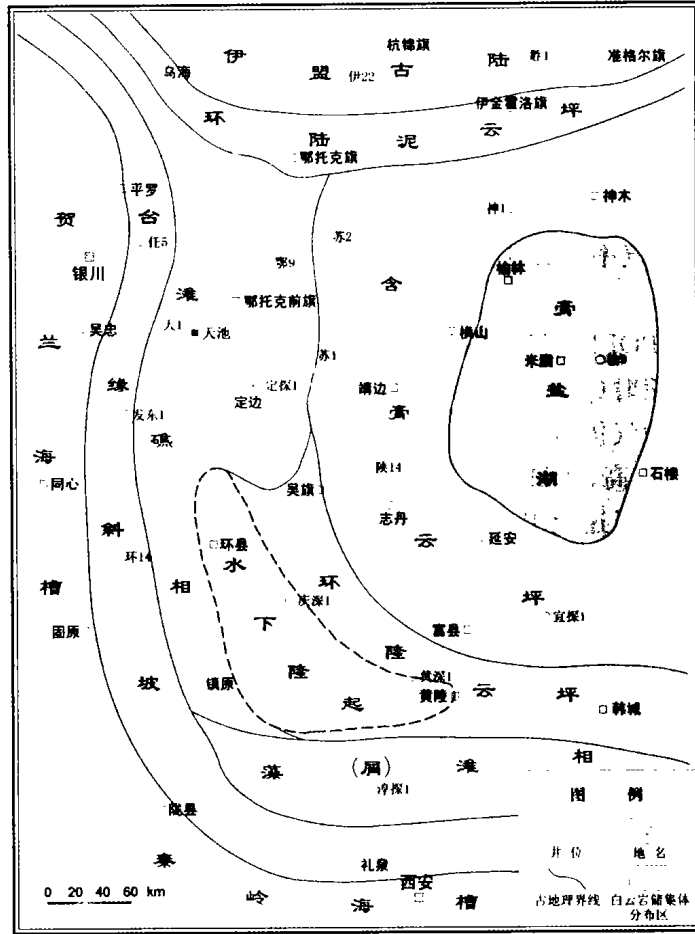 杭锦旗
伊盟古陆
乌海
伊22
胜1
准格尔旗
伊金霍洛旗
环陆泥云坪
鄂托克旗
平罗
任5
银川
贺兰海槽
台缘斜坡
吴忠
天1
天池
鄂9
鄂托克前旗
滩礁相
苏2
苏1
定探1
定边
发东1
同心
神木
榆林
横山
米脂
膏盐湖
含膏云坪
靖边
陕14
石楼
吴旗
志丹
延安
环县
环14
水下隆起
庆深1
环隆云坪
富县
宜探1
固原
镇原
黄深1
黄陵
韩城
藻(屑)滩相
淳探1
陇县
礼泉
西安
秦岭海槽
0 20 40 60 km
图例
井位
地名
古地理界线
白云岩储集体
分布区